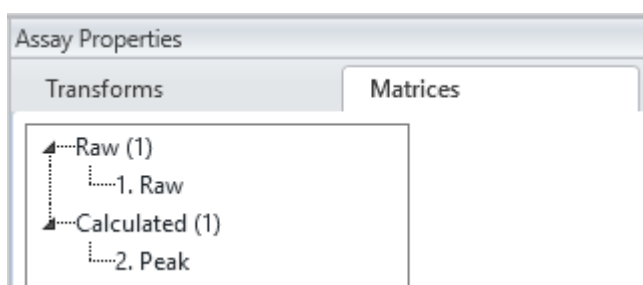 Assay Properties
Transforms Matrices
Raw (1)
1. Raw
Calculated (1)
2. Peak